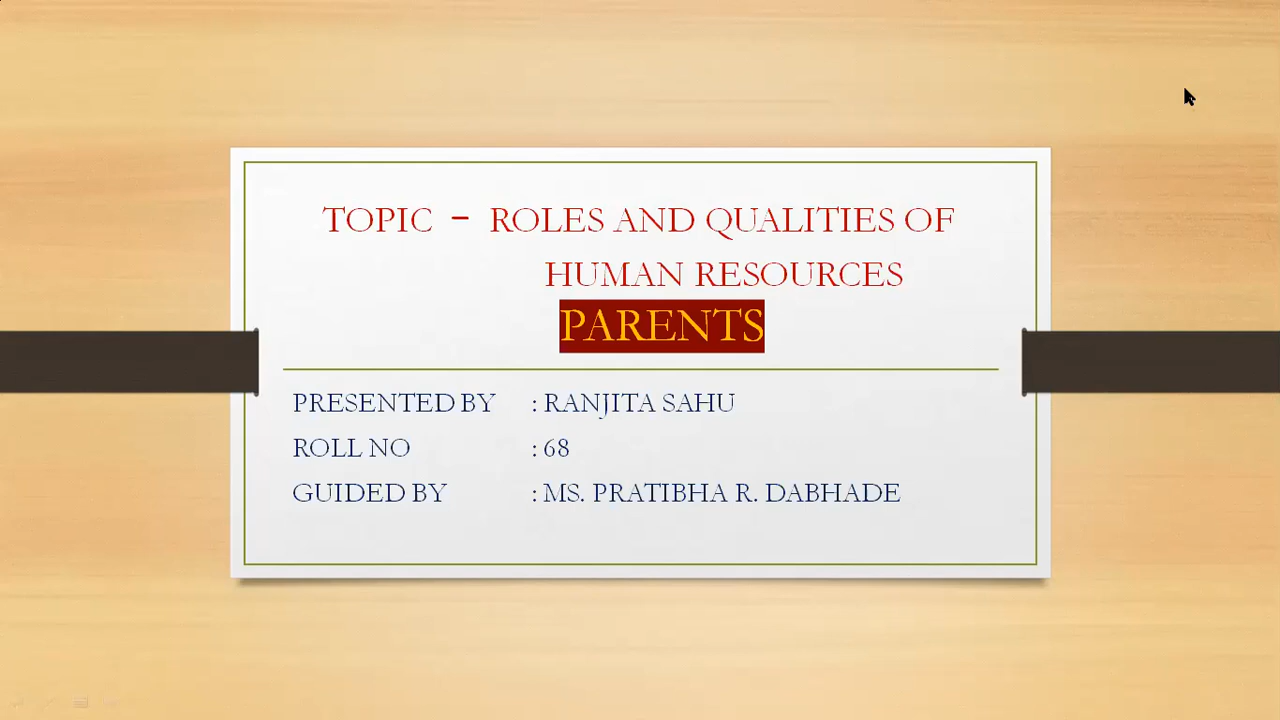 TOPIC – ROLES AND QUALITIES OF
HUMAN RESOURCES
PARENTS
PRESENTED BY : RANJITA SAHU
ROLL NO : 68
GUIDED BY : MS. PRATIBHA R. DABHADE